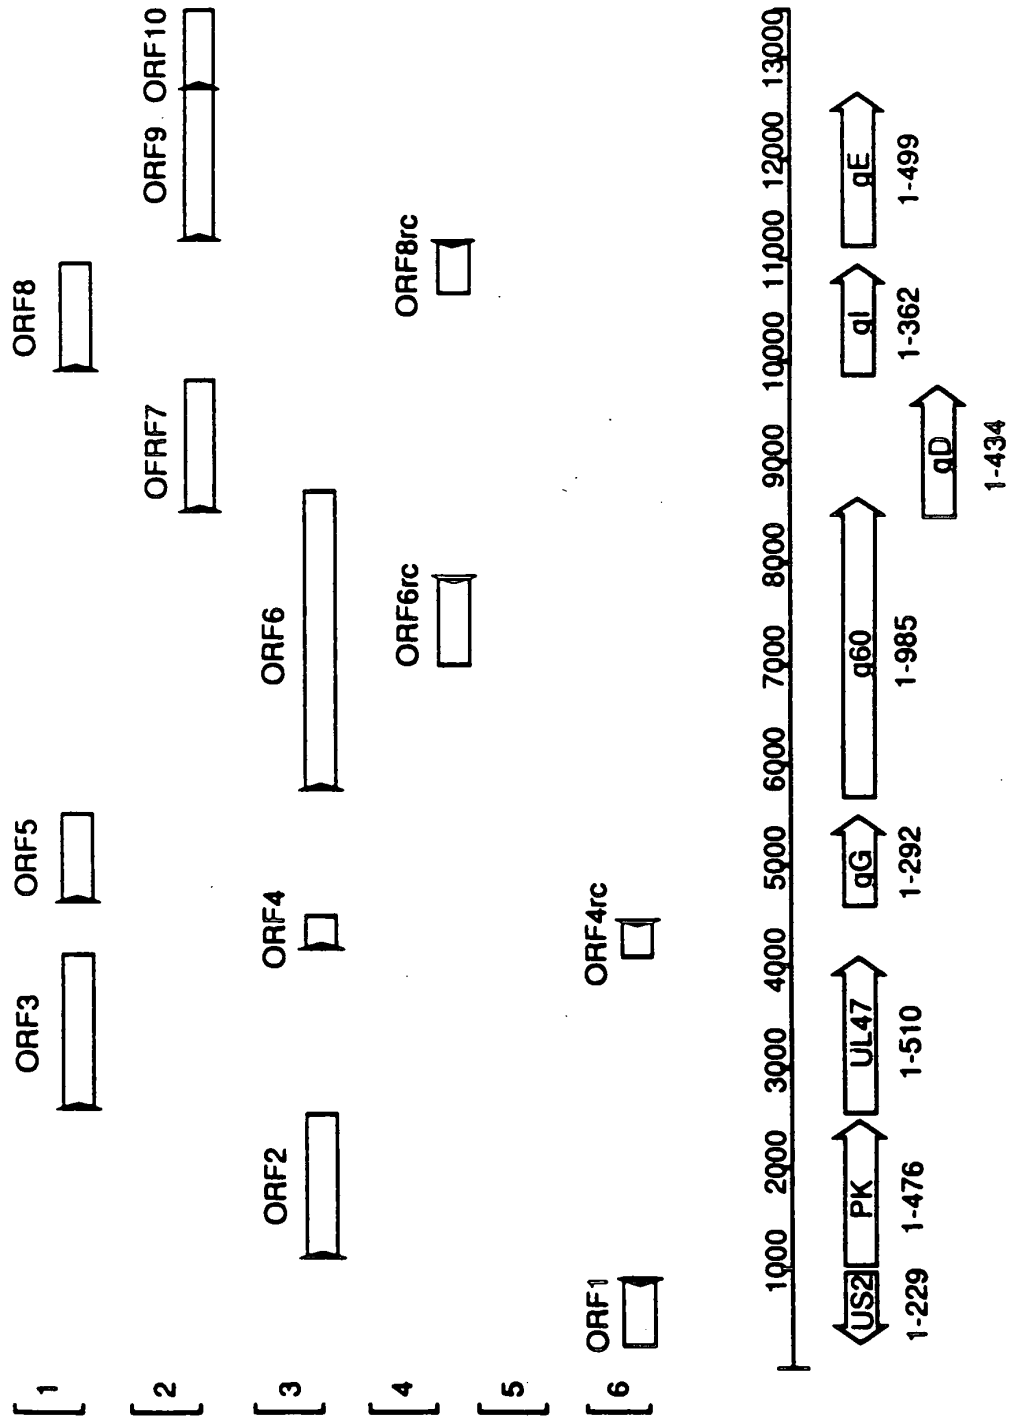 ORF3
ORF5
ORF8
1
OFRF7
ORF9
ORF10
2
ORF2
ORF4
ORF6
3
ORF6rc
ORF8rc
4
5
ORF1
ORF4rc
6
1000 2000 3000 4000 5000 6000 7000 8000 9000 10000 11000 12000 13000
US2 PK UL47 gG g60 gI gE
1-229 1-476 1-510 1-292 1-985 1-362 1-499
gD
1-434